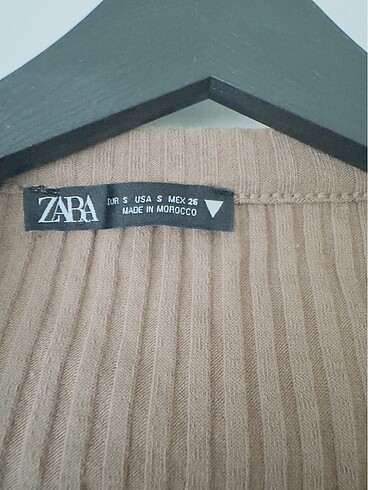 ZARA
EUR S USA S MEX 26
MADE IN MOROCCO